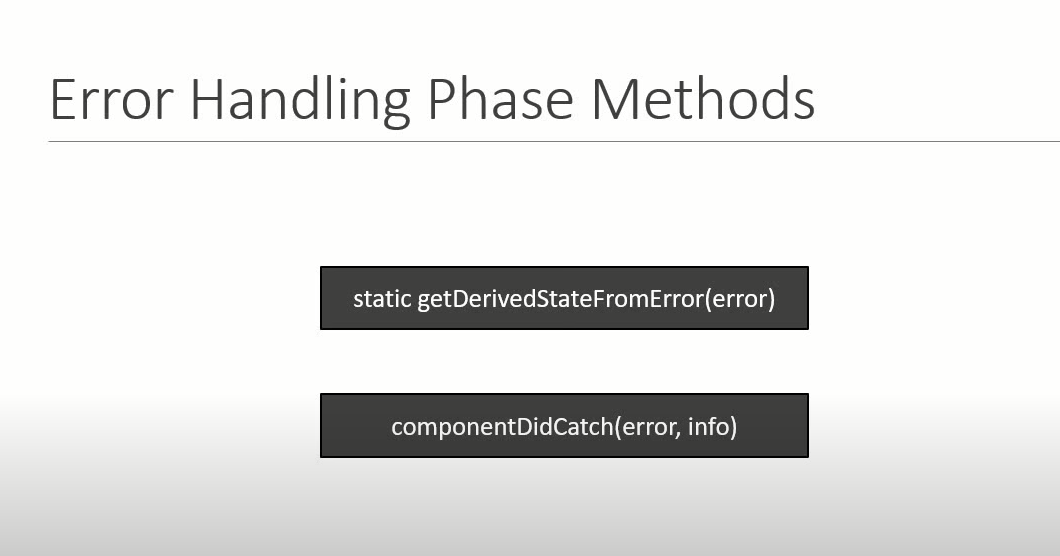 Error Handling Phase Methods
static getDerivedStateFromError(error)
componentDidCatch(error, info)